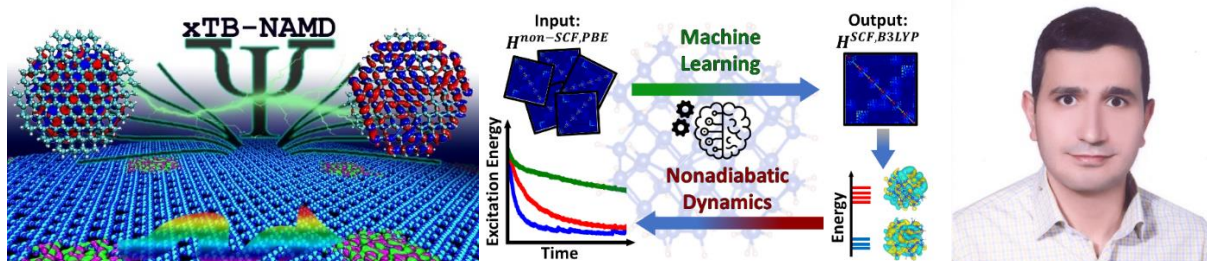 xTB-NAMD
Ψ
Input:
H^non-SCF,PBE
Machine
Learning
Output:
H^SCF,B3LYP
Excitation Energy
Time
Nonadiabatic
Dynamics
Energy